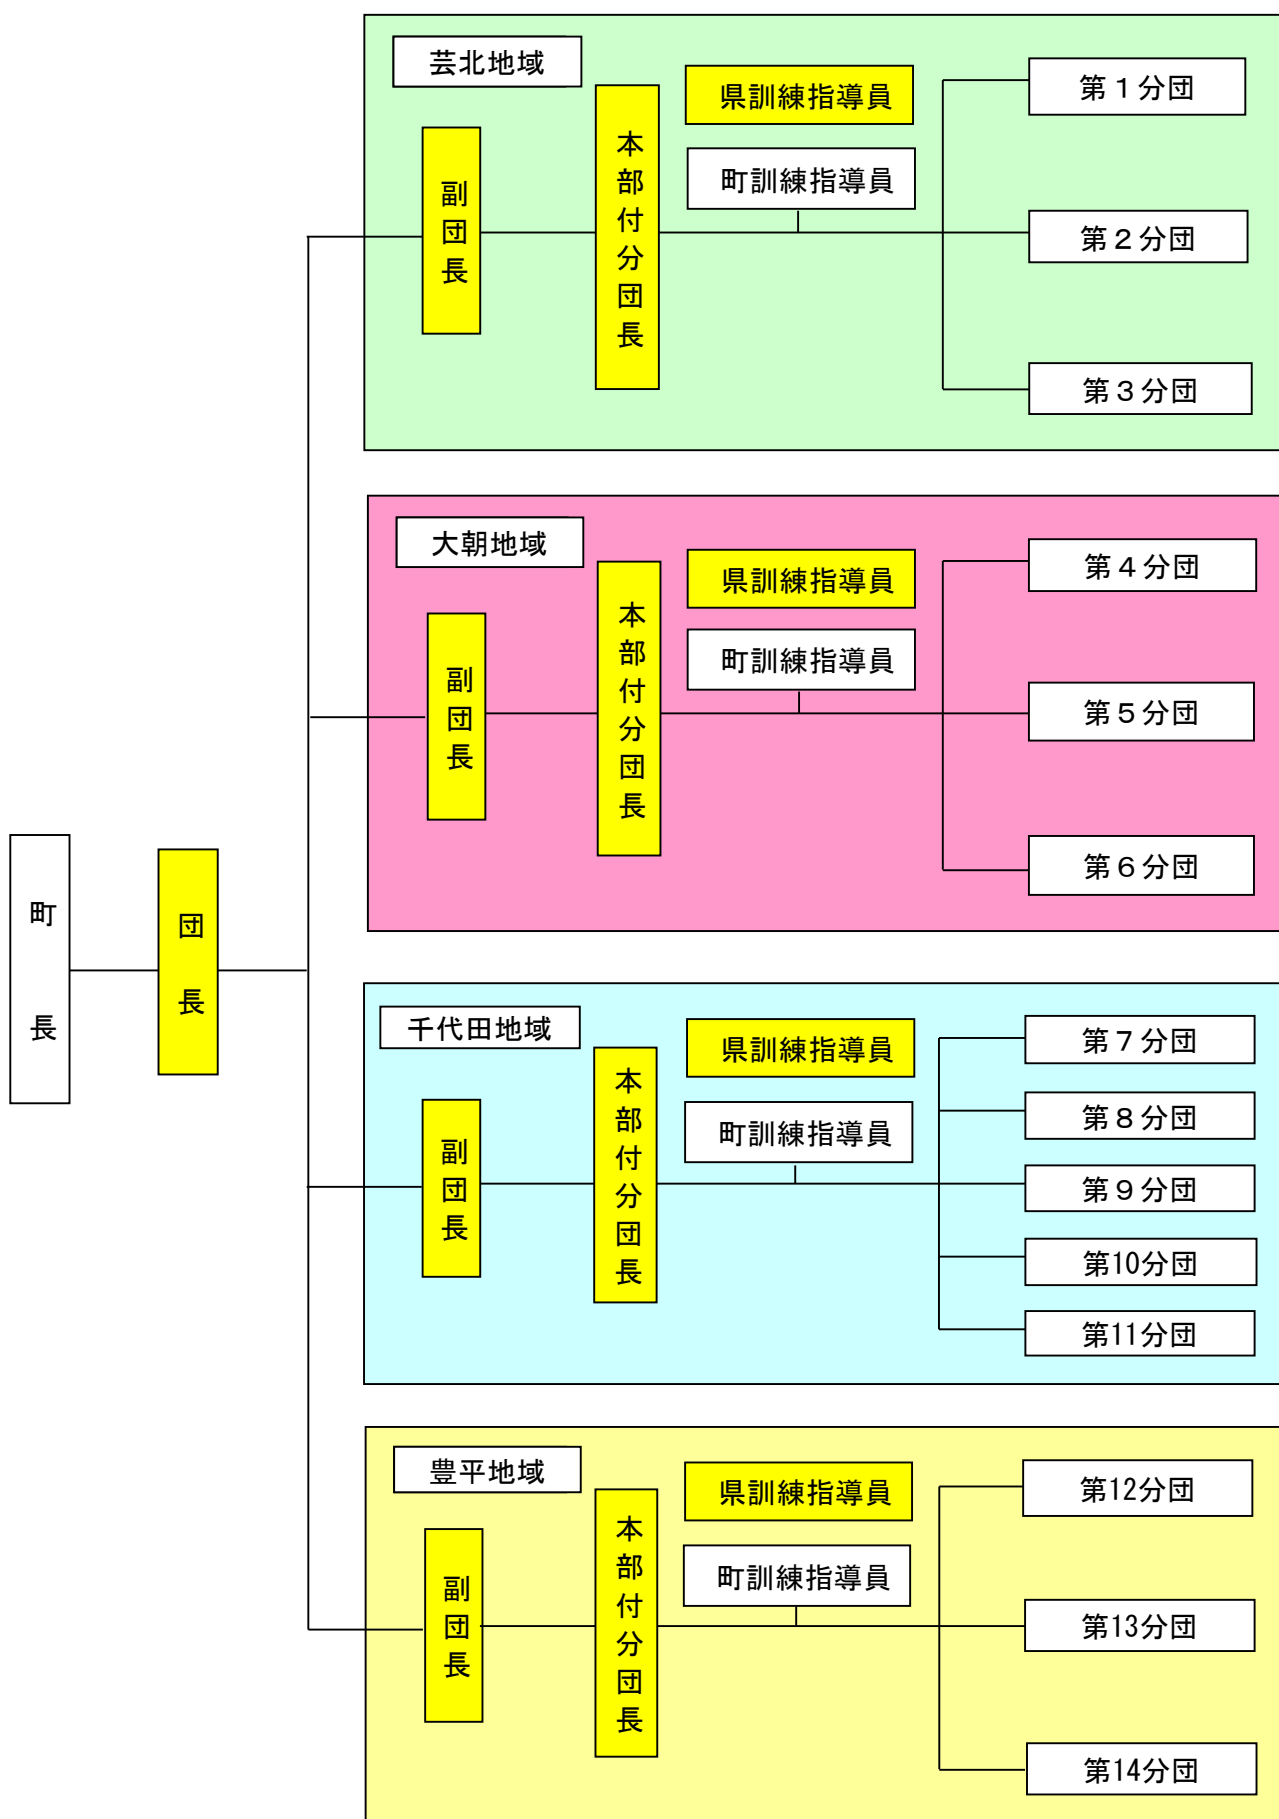 町長
団長
芸北地域
副団長
本部付分団長
県訓練指導員
町訓練指導員
第１分団
第２分団
第３分団
大朝地域
副団長
本部付分団長
県訓練指導員
町訓練指導員
第４分団
第５分団
第６分団
千代田地域
副団長
本部付分団長
県訓練指導員
町訓練指導員
第７分団
第８分団
第９分団
第10分団
第11分団
豊平地域
副団長
本部付分団長
県訓練指導員
町訓練指導員
第12分団
第13分団
第14分団